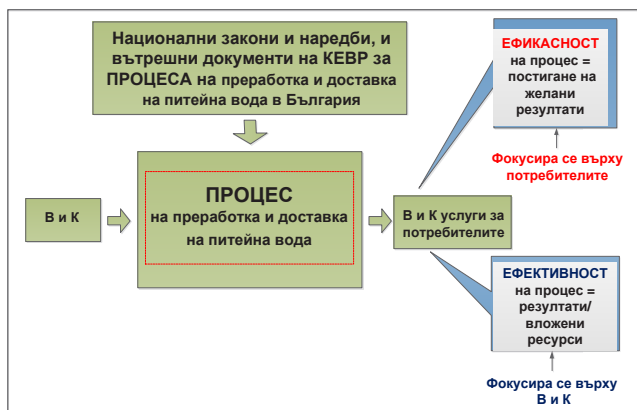 Национални закони и наредби, и
вътрешни документи на КЕВР за
ПРОЦЕСА на преработка и доставка
на питейна вода в България
ЕФИКАСНОСТ
на процес =
постигане на
желани
резултати
Фокусира се върху
потребителите
В и К
ПРОЦЕС
на преработка и доставка
на питейна вода
В и К услуги за
потребителите
ЕФЕКТИВНОСТ
на процес =
резултати/
вложени
ресурси
Фокусира се върху
В и К